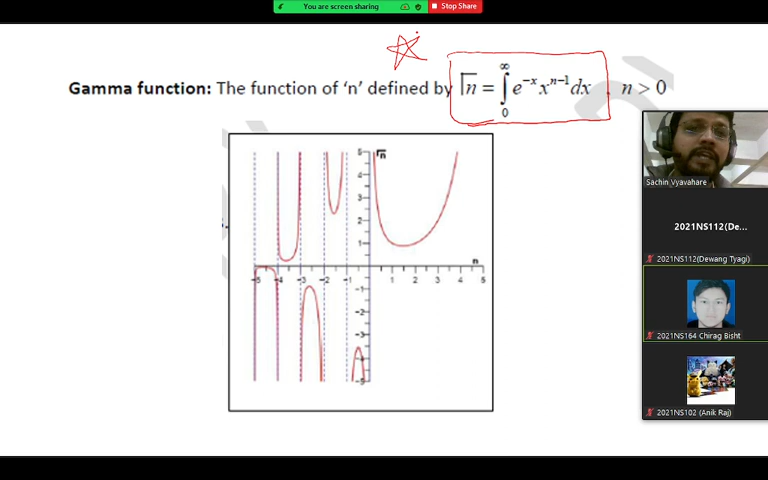 You are screen sharing
Stop Share
Gamma function: The function of 'n' defined by Γn = ∫₀^∞ e^{-x} x^{n-1} dx , n > 0
Γn
5
4
3
2
1
n
-5 -4 -3 -2 -1 1 2 3 4 5
-1
-2
-3
-4
-5
Sachin Vyavahare
2021NS112(De...
2021NS112(Dewang Tyagi)
2021NS164 Chirag Bisht
2021NS102 (Anik Raj)